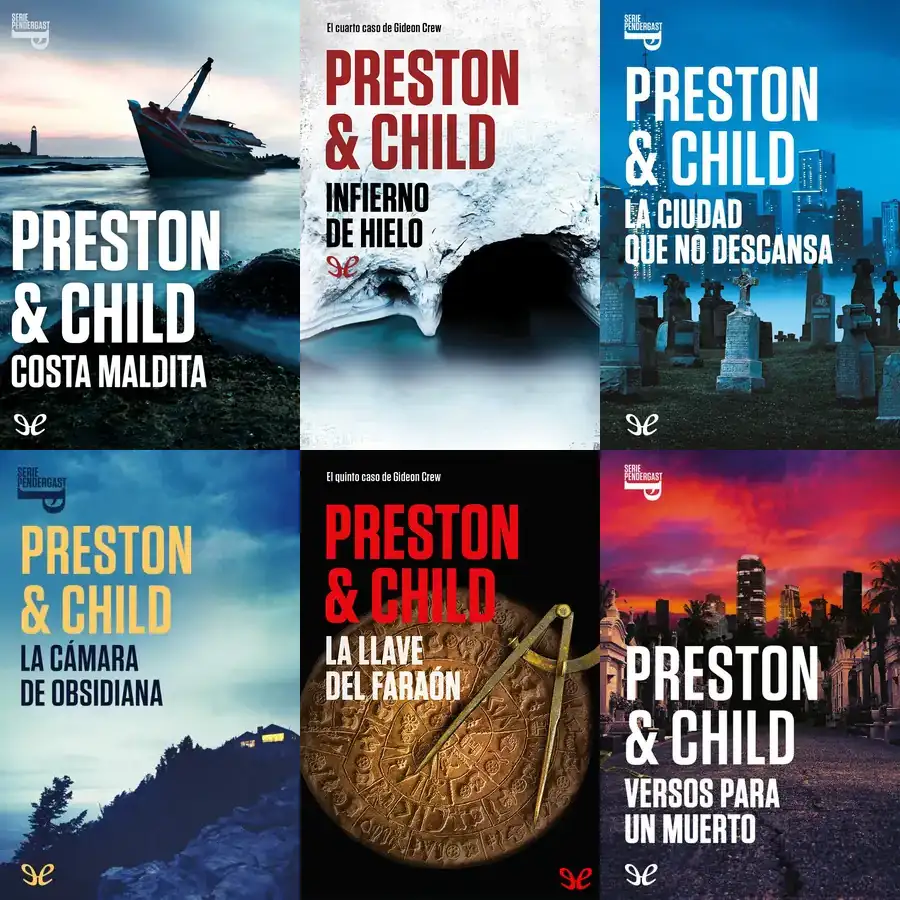 SERIE
PENDERGAST
PRESTON
& CHILD
COSTA MALDITA
El cuarto caso de Gideon Crew
PRESTON
& CHILD
INFIERNO
DE HIELO
SERIE
PENDERGAST
PRESTON
& CHILD
LA CIUDAD
QUE NO DESCANSA
SERIE
PENDERGAST
PRESTON
& CHILD
LA CÁMARA
DE OBSIDIANA
El quinto caso de Gideon Crew
PRESTON
& CHILD
LA LLAVE
DEL FARAÓN
SERIE
PENDERGAST
PRESTON
& CHILD
VERSOS PARA
UN MUERTO